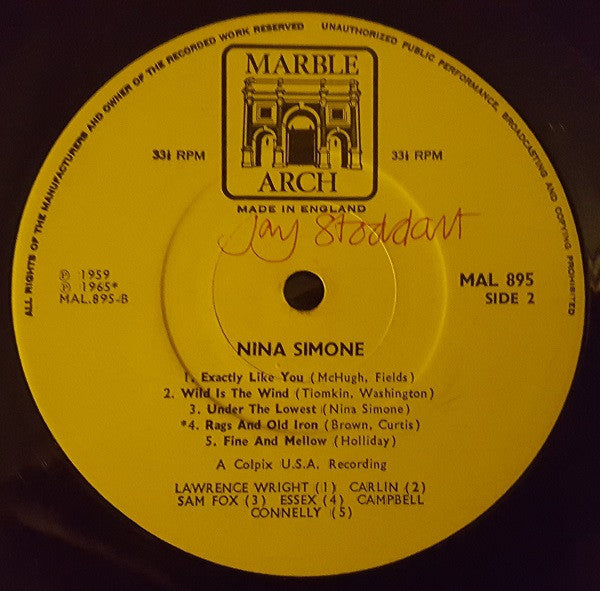 ALL RIGHTS OF THE MANUFACTURERS AND OWNER OF THE RECORDED WORK RESERVED
UNAUTHORIZED PUBLIC PERFORMANCE, BROADCASTING AND COPYING PROHIBITED
MARBLE
ARCH
33⅓ RPM
33⅓ RPM
MADE IN ENGLAND
Jay Stoddart
℗ 1959
℗ 1965*
MAL.895-B
MAL 895
SIDE 2
NINA SIMONE
1. Exactly Like You (McHugh, Fields)
2. Wild Is The Wind (Tiomkin, Washington)
3. Under The Lowest (Nina Simone)
*4. Rags And Old Iron (Brown, Curtis)
5. Fine And Mellow (Holliday)
A Colpix U.S.A. Recording
LAWRENCE WRIGHT (1) CARLIN (2)
SAM FOX (3) ESSEX (4) CAMPBELL
CONNELLY (5)